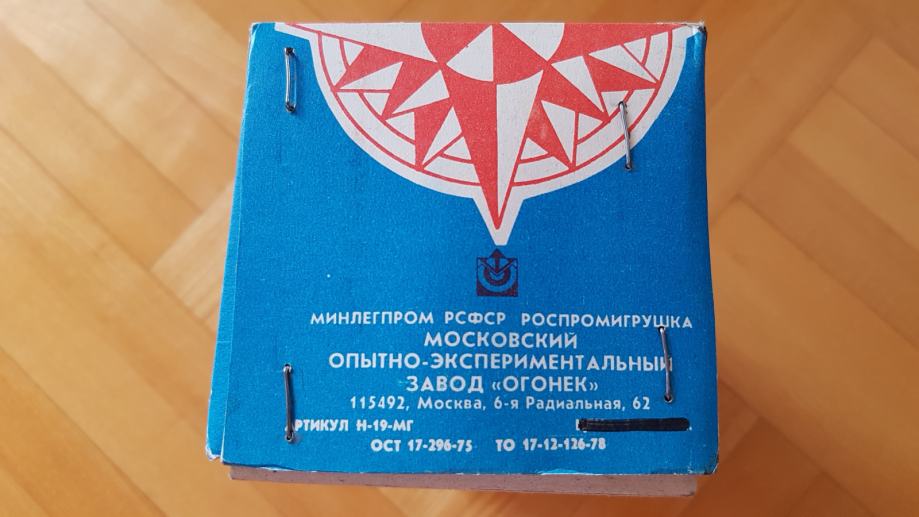 МИНЛЕГПРОМ РСФСР РОСПРОМИГРУШКА
МОСКОВСКИЙ
ОПЫТНО-ЭКСПЕРИМЕНТАЛЬНЫЙ
ЗАВОД «ОГОНЕК»
115492, Москва, 6-я Радиальная, 62
АРТИКУЛ Н-19-МГ
ОСТ 17-296-75 ТО 17-12-126-78